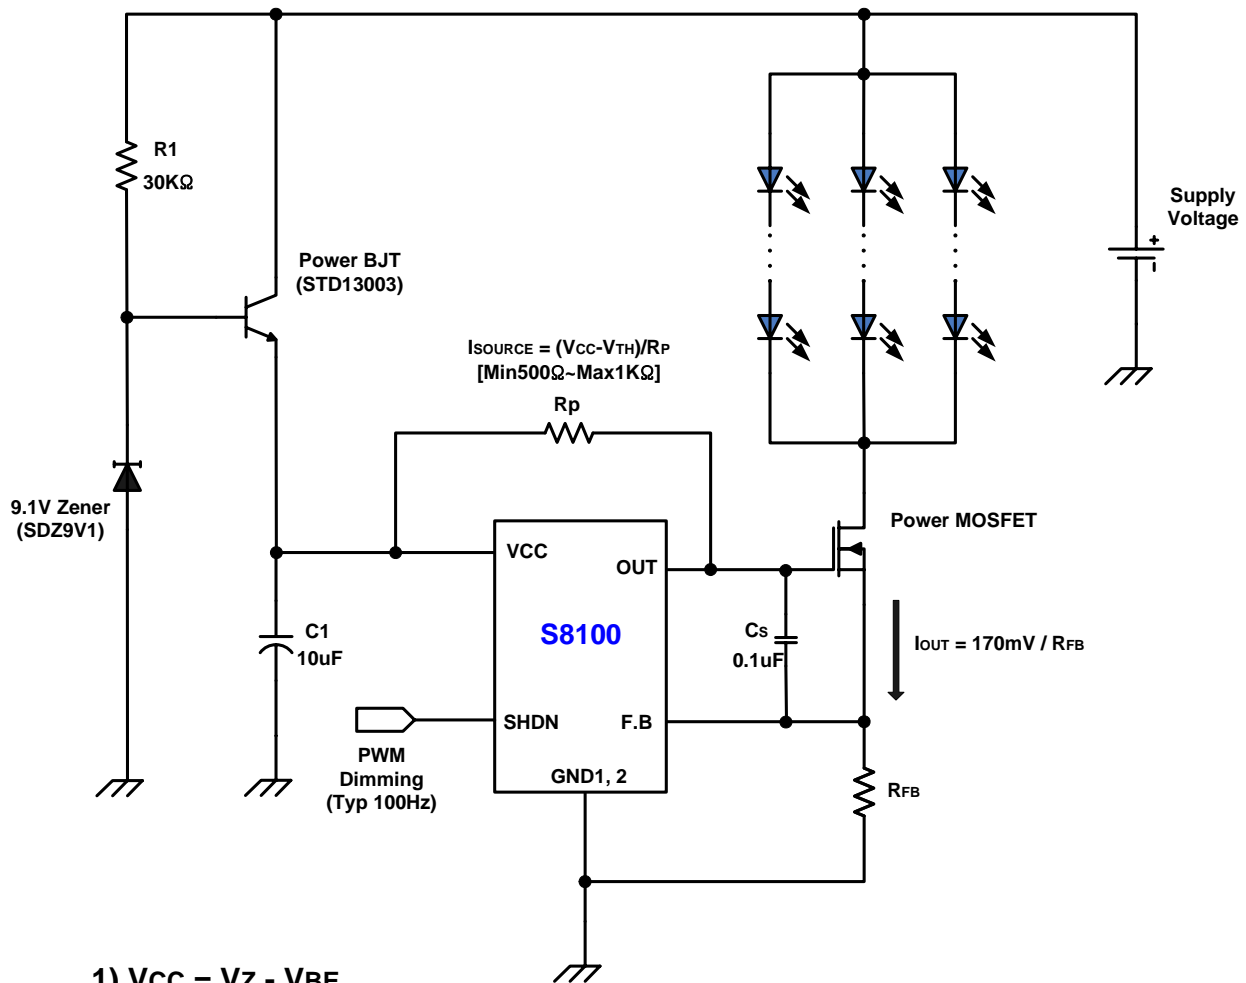 R1
30KΩ
Power BJT
(STD13003)
Supply
Voltage
+
ISOURCE = (VCC-VTH)/RP
[Min500Ω~Max1KΩ]
Rp
9.1V Zener
(SDZ9V1)
Power MOSFET
VCC
OUT
S8100
C1
10uF
CS
0.1uF
IOUT = 170mV / RFB
SHDN
F.B
PWM
Dimming
(Typ 100Hz)
GND1, 2
RFB
1) VCC = VZ - VBE